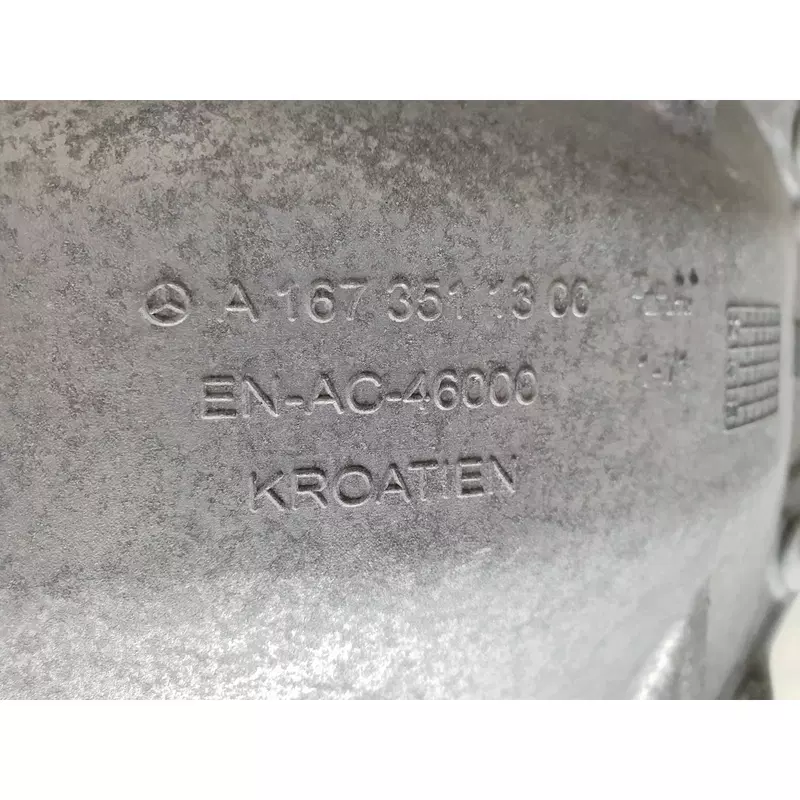 A 167 351 13 00
EN-AC-46000
KROATIEN